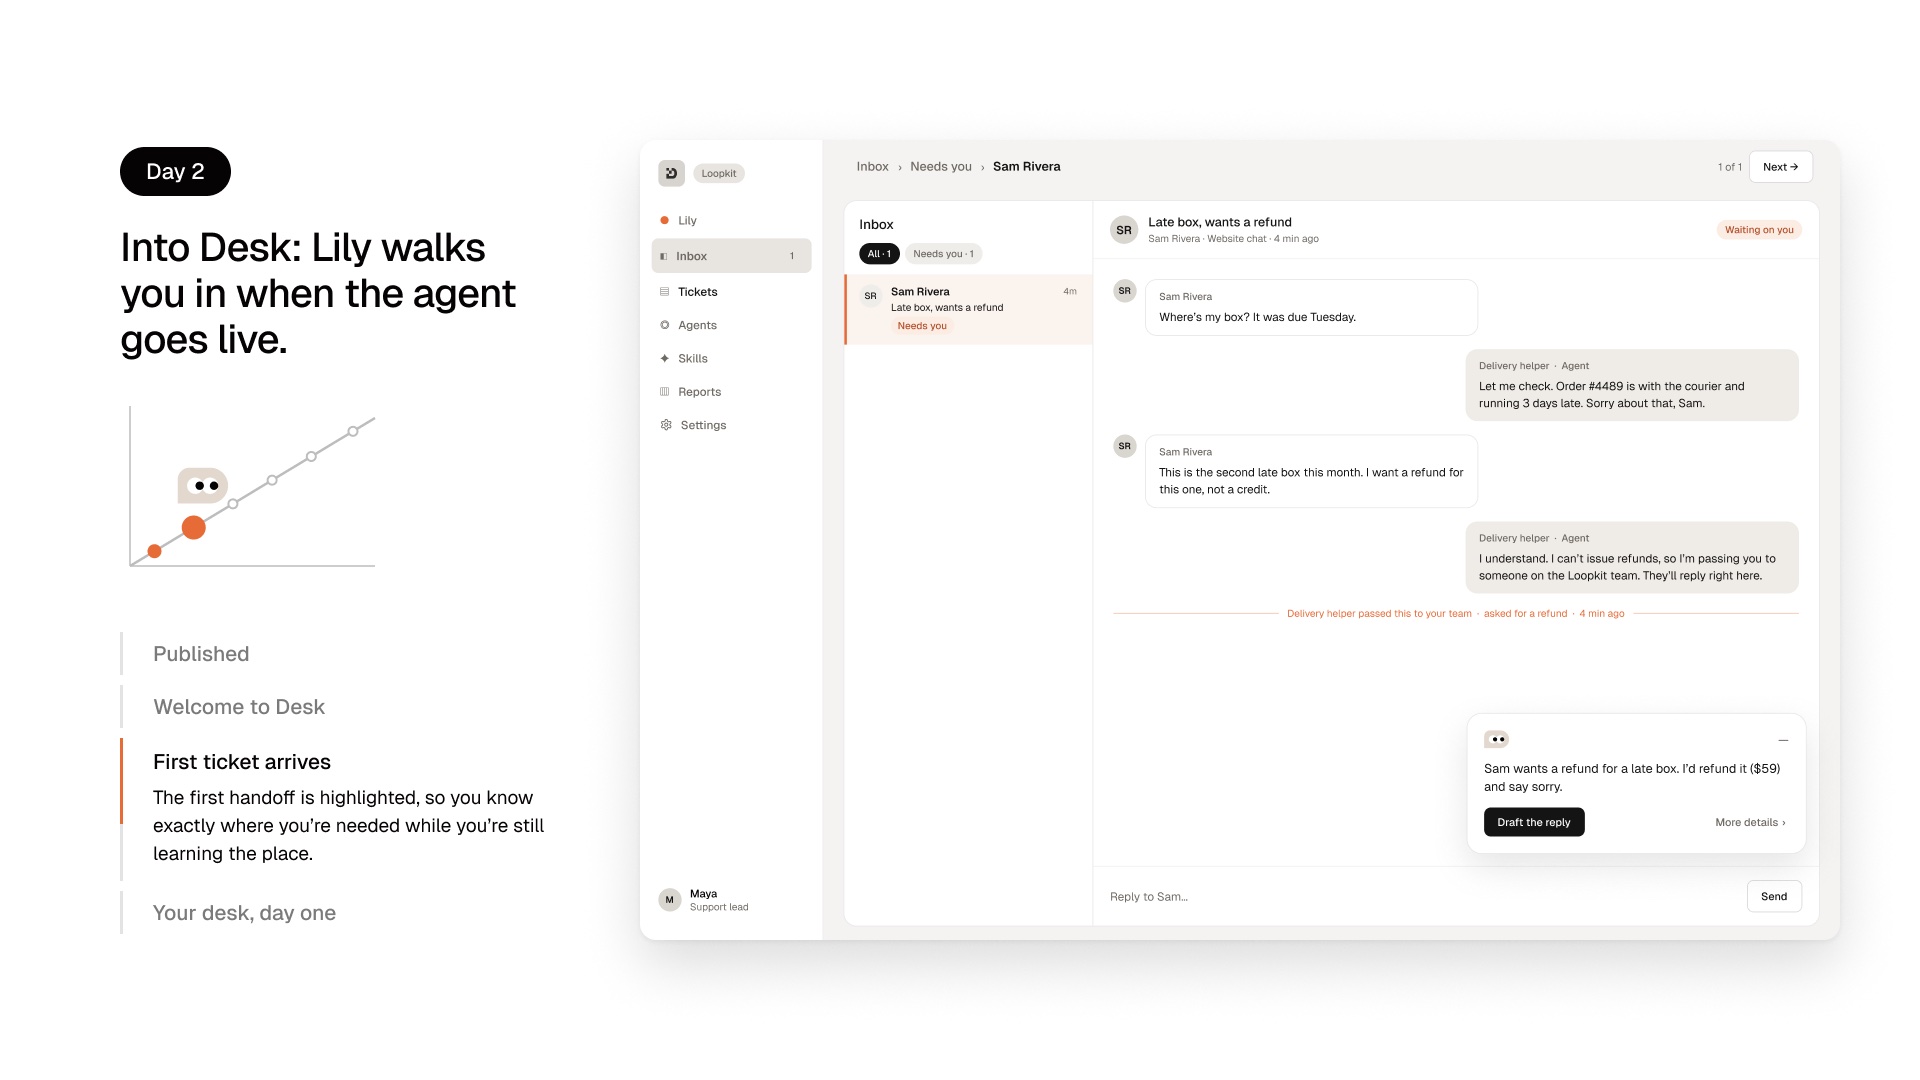 Day 2
Into Desk: Lily walks
you in when the agent
goes live.
Published
Welcome to Desk
First ticket arrives
The first handoff is highlighted, so you know
exactly where you're needed while you're still
learning the place.
Your desk, day one
Loopkit
Lily
Inbox 1
Tickets
Agents
Skills
Reports
Settings
M
Maya
Support lead
Inbox › Needs you › Sam Rivera
1 of 1 Next →
Inbox
All · 1 Needs you · 1
SR
Sam Rivera 4m
Late box, wants a refund
Needs you
SR
Late box, wants a refund
Sam Rivera · Website chat · 4 min ago
Waiting on you
SR
Sam Rivera
Where's my box? It was due Tuesday.
Delivery helper · Agent
Let me check. Order #4489 is with the courier and
running 3 days late. Sorry about that, Sam.
SR
Sam Rivera
This is the second late box this month. I want a refund for
this one, not a credit.
Delivery helper · Agent
I understand. I can't issue refunds, so I'm passing you to
someone on the Loopkit team. They'll reply right here.
Delivery helper passed this to your team · asked for a refund · 4 min ago
Sam wants a refund for a late box. I'd refund it ($59)
and say sorry.
Draft the reply More details ›
Reply to Sam...
Send